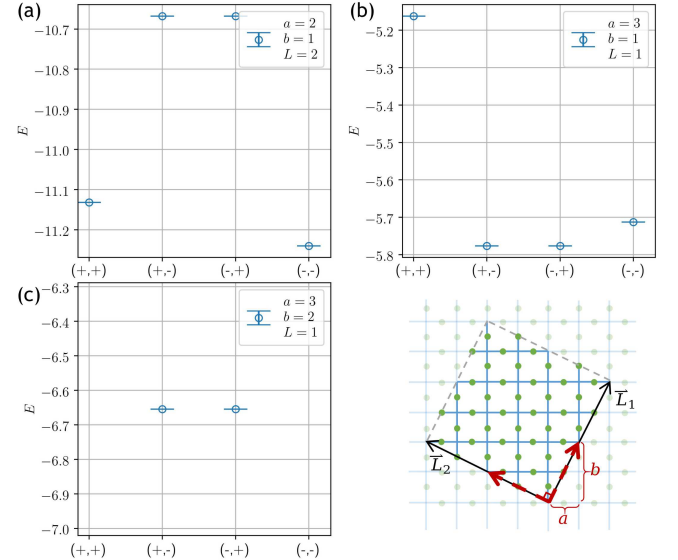 (a)
−10.7
−10.8
−10.9
−11.0
−11.1
−11.2
E
(+,+) (+,-) (-,+) (-,-)
a = 2
b = 1
L = 2
(b)
−5.2
−5.3
−5.4
−5.5
−5.6
−5.7
−5.8
E
(+,+) (+,-) (-,+) (-,-)
a = 3
b = 1
L = 1
(c)
−6.3
−6.4
−6.5
−6.6
−6.7
−6.8
−6.9
−7.0
E
(+,+) (+,-) (-,+) (-,-)
a = 3
b = 2
L = 1
L⃗₁
L⃗₂
b
a